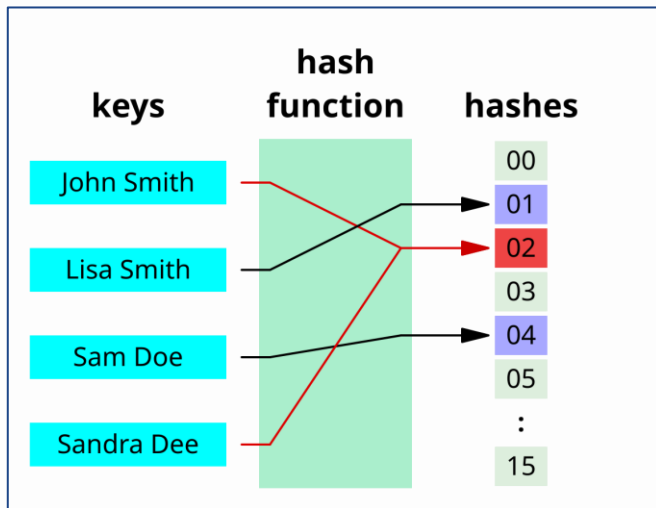 keys
hash
function
hashes
John Smith
Lisa Smith
Sam Doe
Sandra Dee
00
01
02
03
04
05
:
15